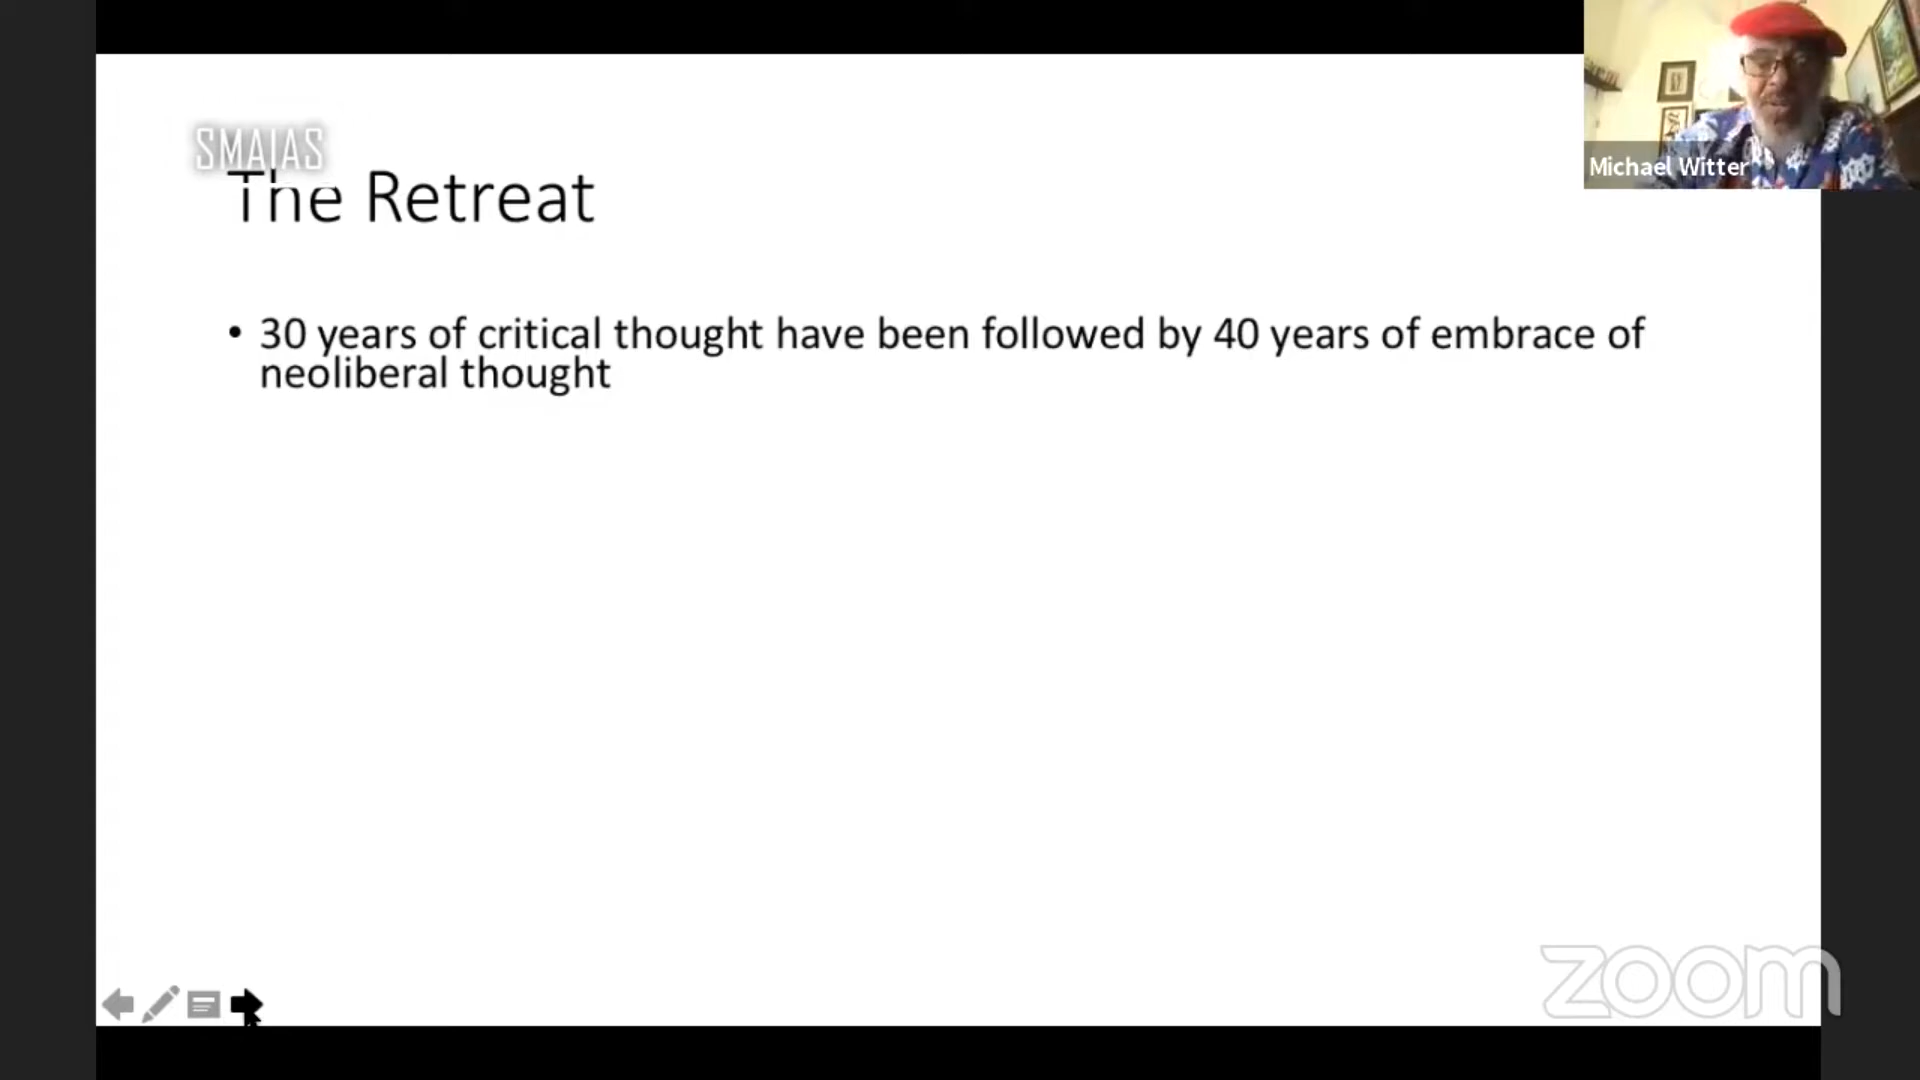 SMAIAS
The Retreat
• 30 years of critical thought have been followed by 40 years of embrace of
neoliberal thought
Michael Witter
zoom